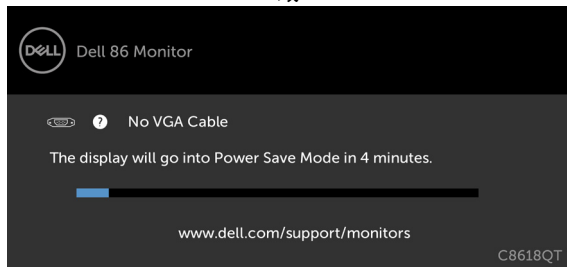 DELL
Dell 86 Monitor
? No VGA Cable
The display will go into Power Save Mode in 4 minutes.
www.dell.com/support/monitors
C8618QT